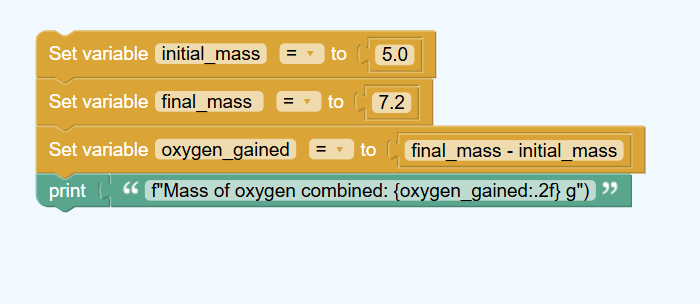 Set variable initial_mass = to 5.0
Set variable final_mass = to 7.2
Set variable oxygen_gained = to final_mass - initial_mass
print “ f"Mass of oxygen combined: {oxygen_gained:.2f} g") ”